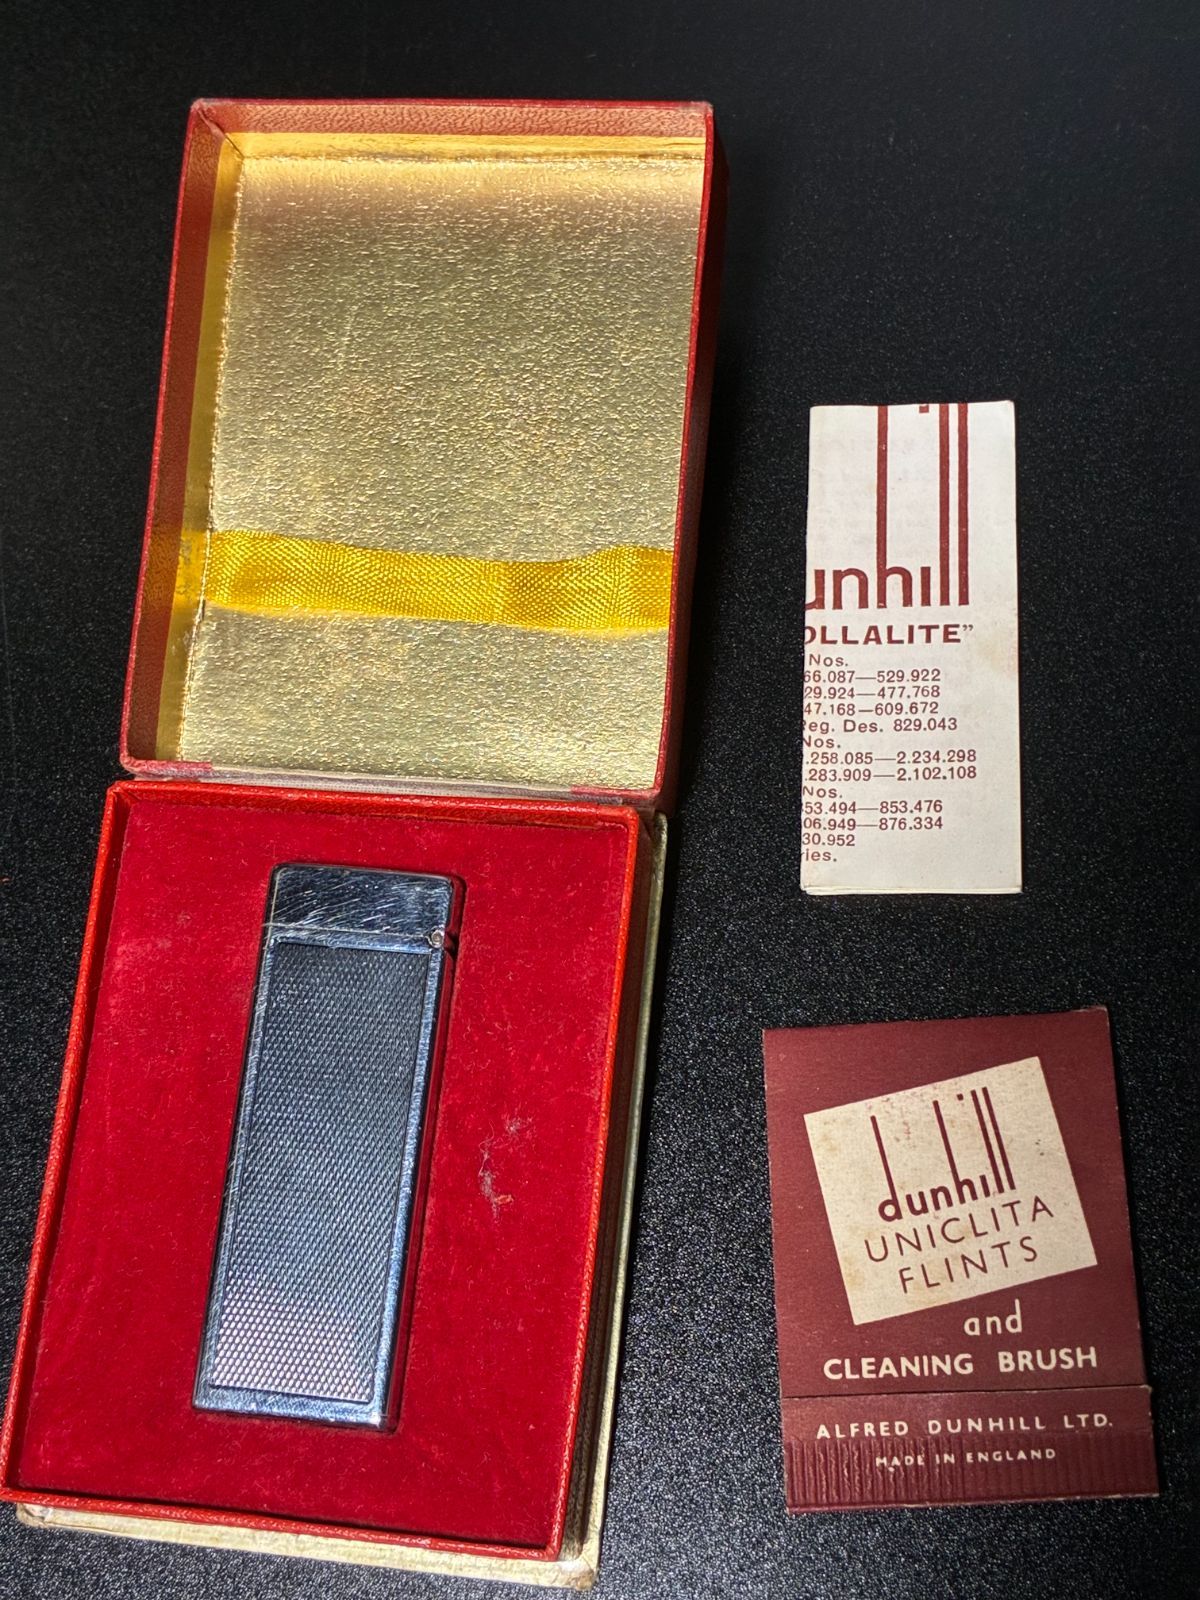 unhill
OLLALITE”
Nos.
66.087—529.922
29.924—477.768
47.168—609.672
Reg. Des. 829.043
Nos.
.258.085—2.234.298
.283.909—2.102.108
Nos.
53.494—853.476
06.949—876.334
30.952
ries.
dunhill
UNICLITA
FLINTS
and
CLEANING BRUSH
ALFRED DUNHILL LTD.
MADE IN ENGLAND